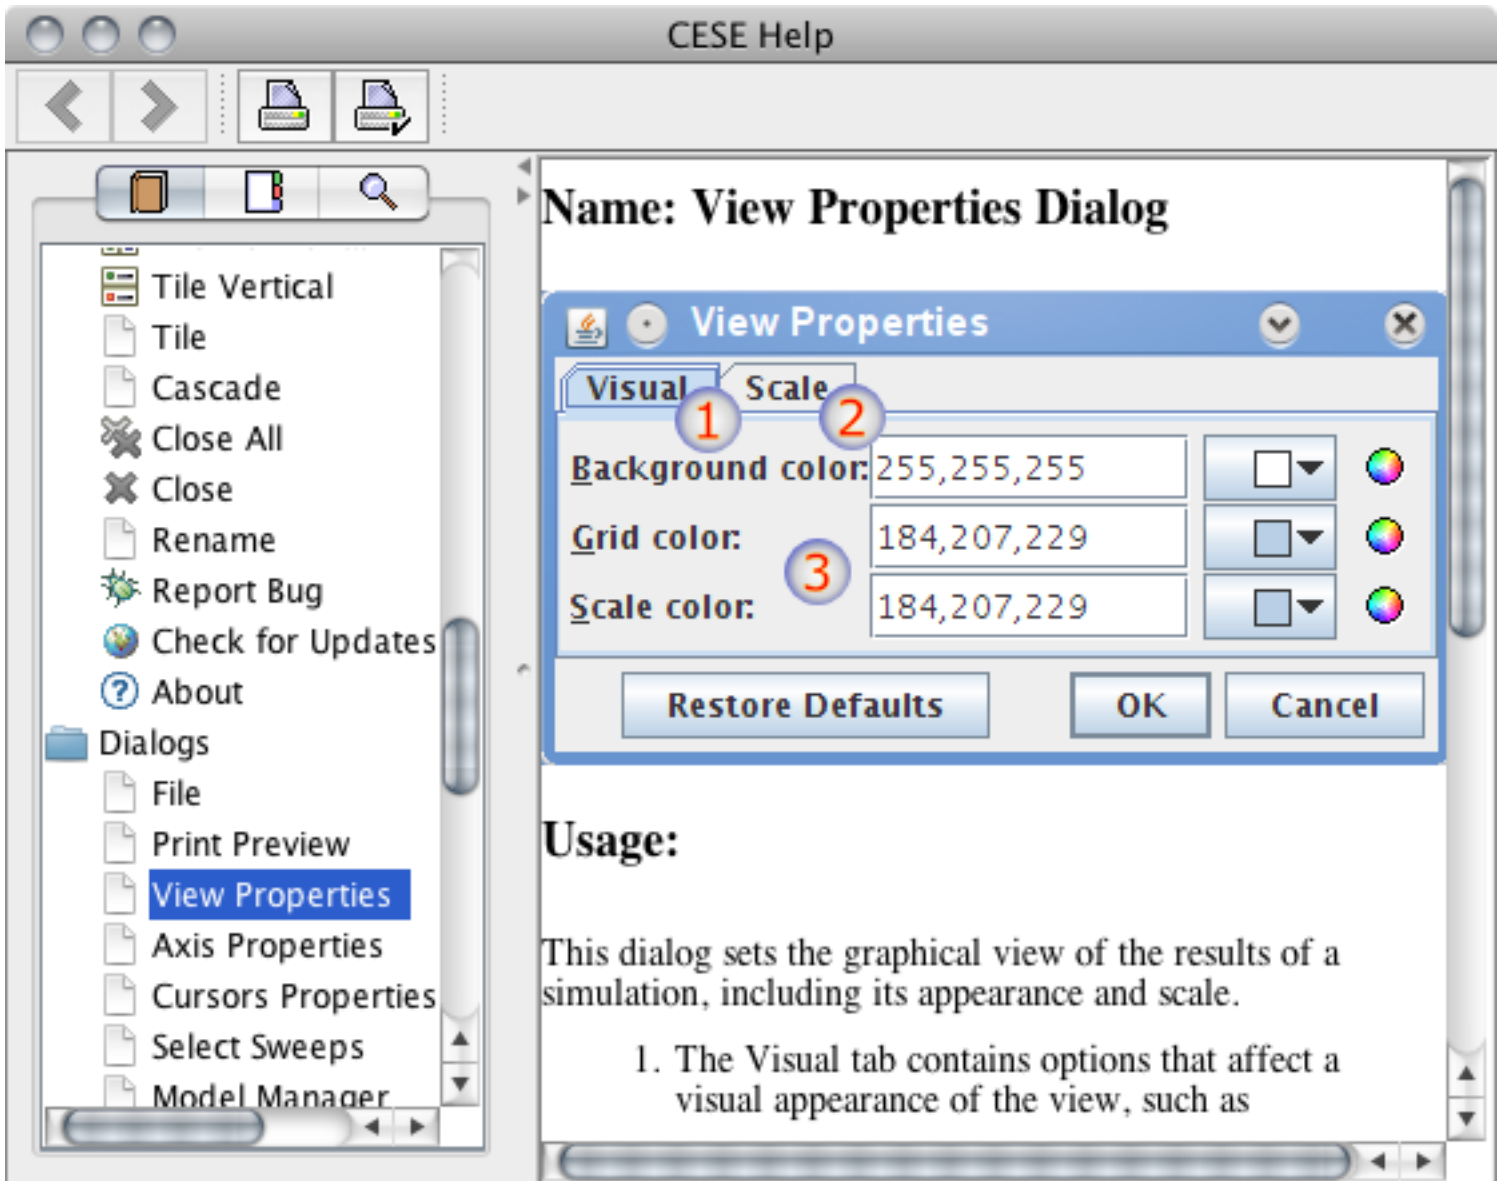 CESE Help
Tile Vertical
Tile
Cascade
Close All
Close
Rename
Report Bug
Check for Updates
About
Dialogs
File
Print Preview
View Properties
Axis Properties
Cursors Properties
Select Sweeps
Model Manager
Name: View Properties Dialog
View Properties
Visual Scale
1 2
Background color: 255,255,255
Grid color: 184,207,229
3
Scale color: 184,207,229
Restore Defaults OK Cancel
Usage:
This dialog sets the graphical view of the results of a
simulation, including its appearance and scale.
1. The Visual tab contains options that affect a
visual appearance of the view, such as